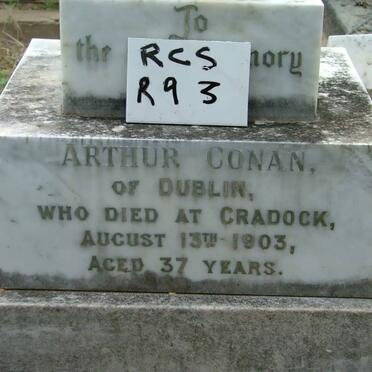 To
the
mory
RCS
R93
ARTHUR CONAN,
OF DUBLIN,
WHO DIED AT CRADOCK,
AUGUST 13TH 1903,
AGED 37 YEARS.